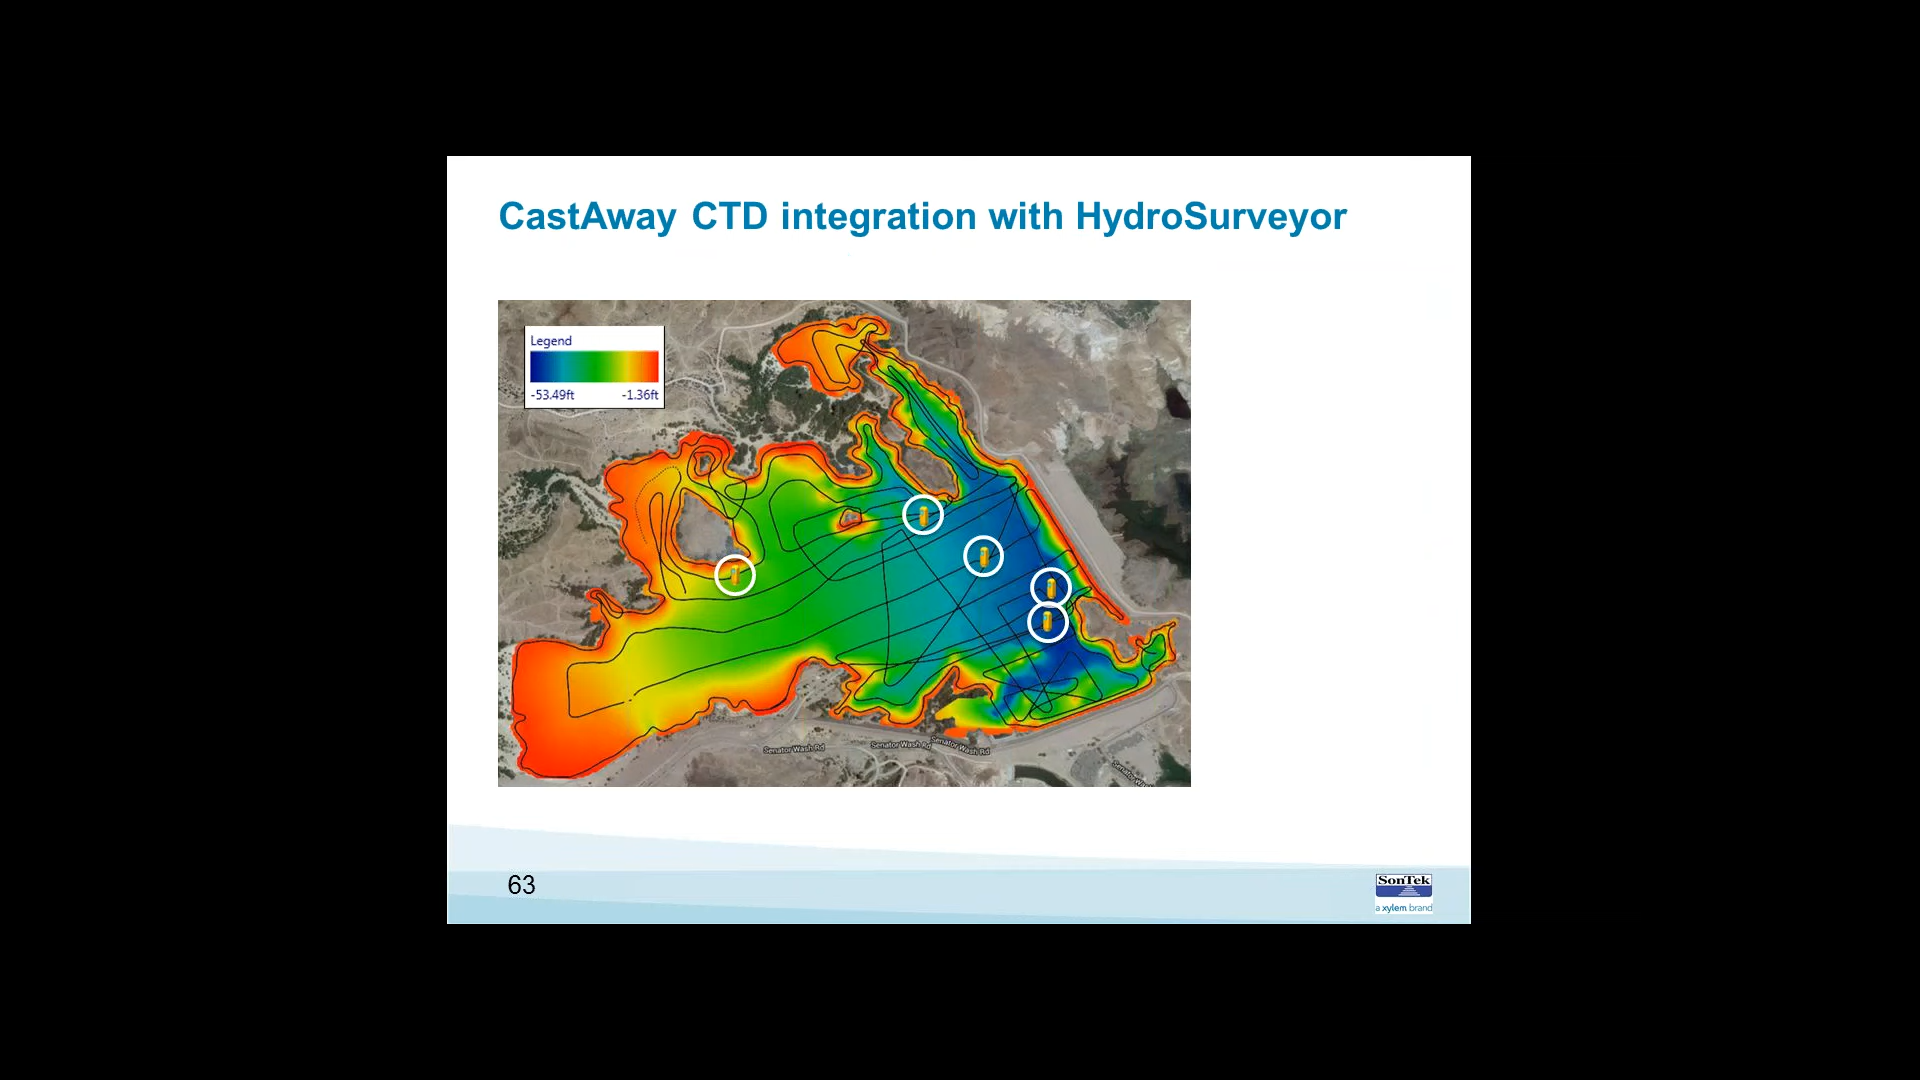 CastAway CTD integration with HydroSurveyor
Legend
-53.49ft -1.36ft
Senator Wash Rd
Senator Wash Rd
Senator Wash Rd
Senator
63
SonTek
a xylem brand